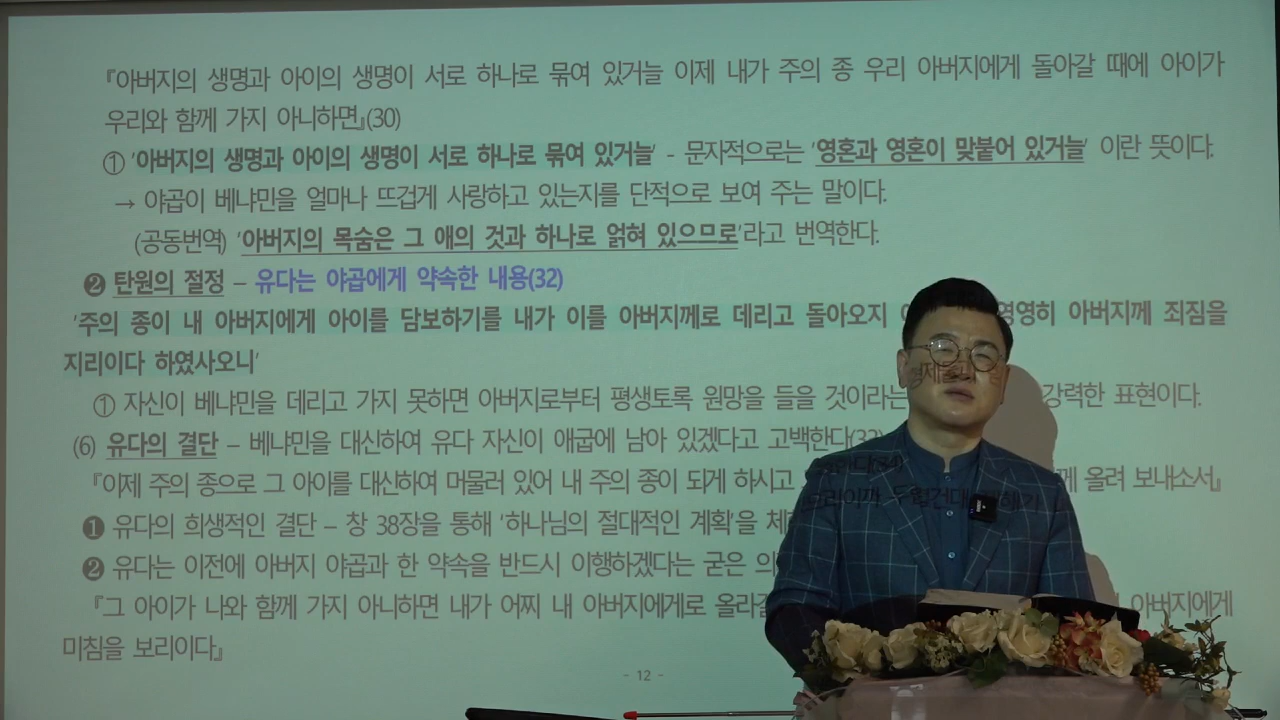 『아버지의 생명과 아이의 생명이 서로 하나로 묶여 있거늘 이제 내가 주의 종 우리 아버지에게 돌아갈 때에 아이가
우리와 함께 가지 아니하면』(30)
① '아버지의 생명과 아이의 생명이 서로 하나로 묶여 있거늘' - 문자적으로는 '영혼과 영혼이 맞붙어 있거늘' 이란 뜻이다.
→ 야곱이 베냐민을 얼마나 뜨겁게 사랑하고 있는지를 단적으로 보여 주는 말이다.
(공동번역) '아버지의 목숨은 그 애의 것과 하나로 얽혀 있으므로'라고 번역한다.
❷ 탄원의 절정 – 유다는 야곱에게 약속한 내용(32)
'주의 종이 내 아버지에게 아이를 담보하기를 내가 이를 아버지께로 데리고 돌아오지 영영히 아버지께 죄짐을
지리이다 하였사오니'
① 자신이 베냐민을 데리고 가지 못하면 아버지로부터 평생토록 원망을 들을 것이라는 강력한 표현이다.
(6) 유다의 결단 – 베냐민을 대신하여 유다 자신이 애굽에 남아 있겠다고 고백한다(33)
『이제 주의 종으로 그 아이를 대신하여 머물러 있어 내 주의 종이 되게 하시고 올려 보내소서』
❶ 유다의 희생적인 결단 – 창 38장을 통해 '하나님의 절대적인 계획'을
❷ 유다는 이전에 아버지 야곱과 한 약속을 반드시 이행하겠다는 굳은
『그 아이가 나와 함께 가지 아니하면 내가 어찌 내 아버지에게로 아버지에게
미침을 보리이다』
- 12 -